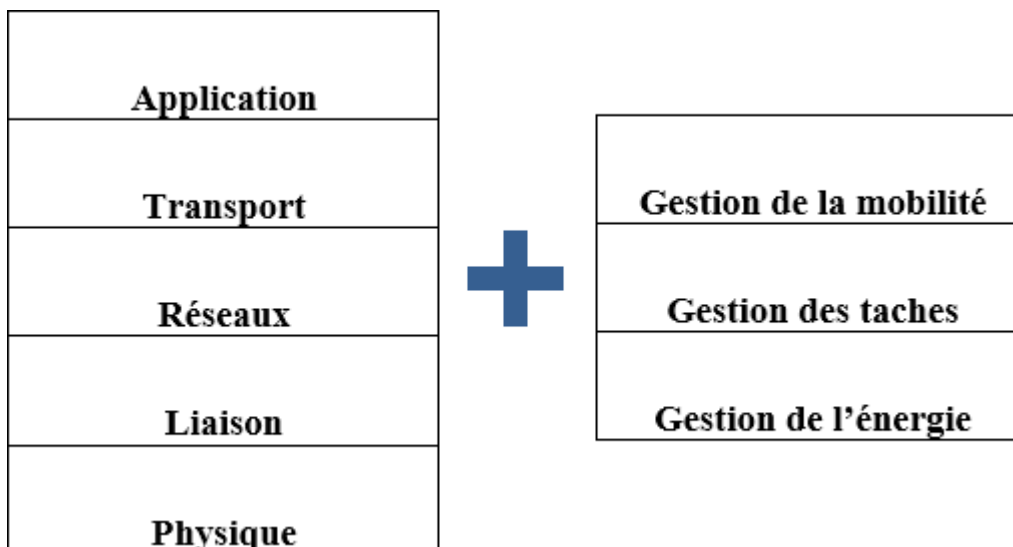 Application
Transport
Réseaux
Liaison
Physique
Gestion de la mobilité
Gestion des taches
Gestion de l’énergie